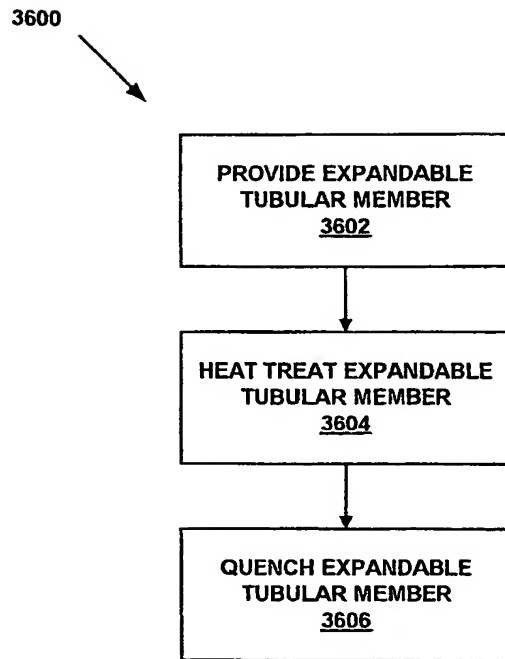 3600
PROVIDE EXPANDABLE
TUBULAR MEMBER
3602
HEAT TREAT EXPANDABLE
TUBULAR MEMBER
3604
QUENCH EXPANDABLE
TUBULAR MEMBER
3606